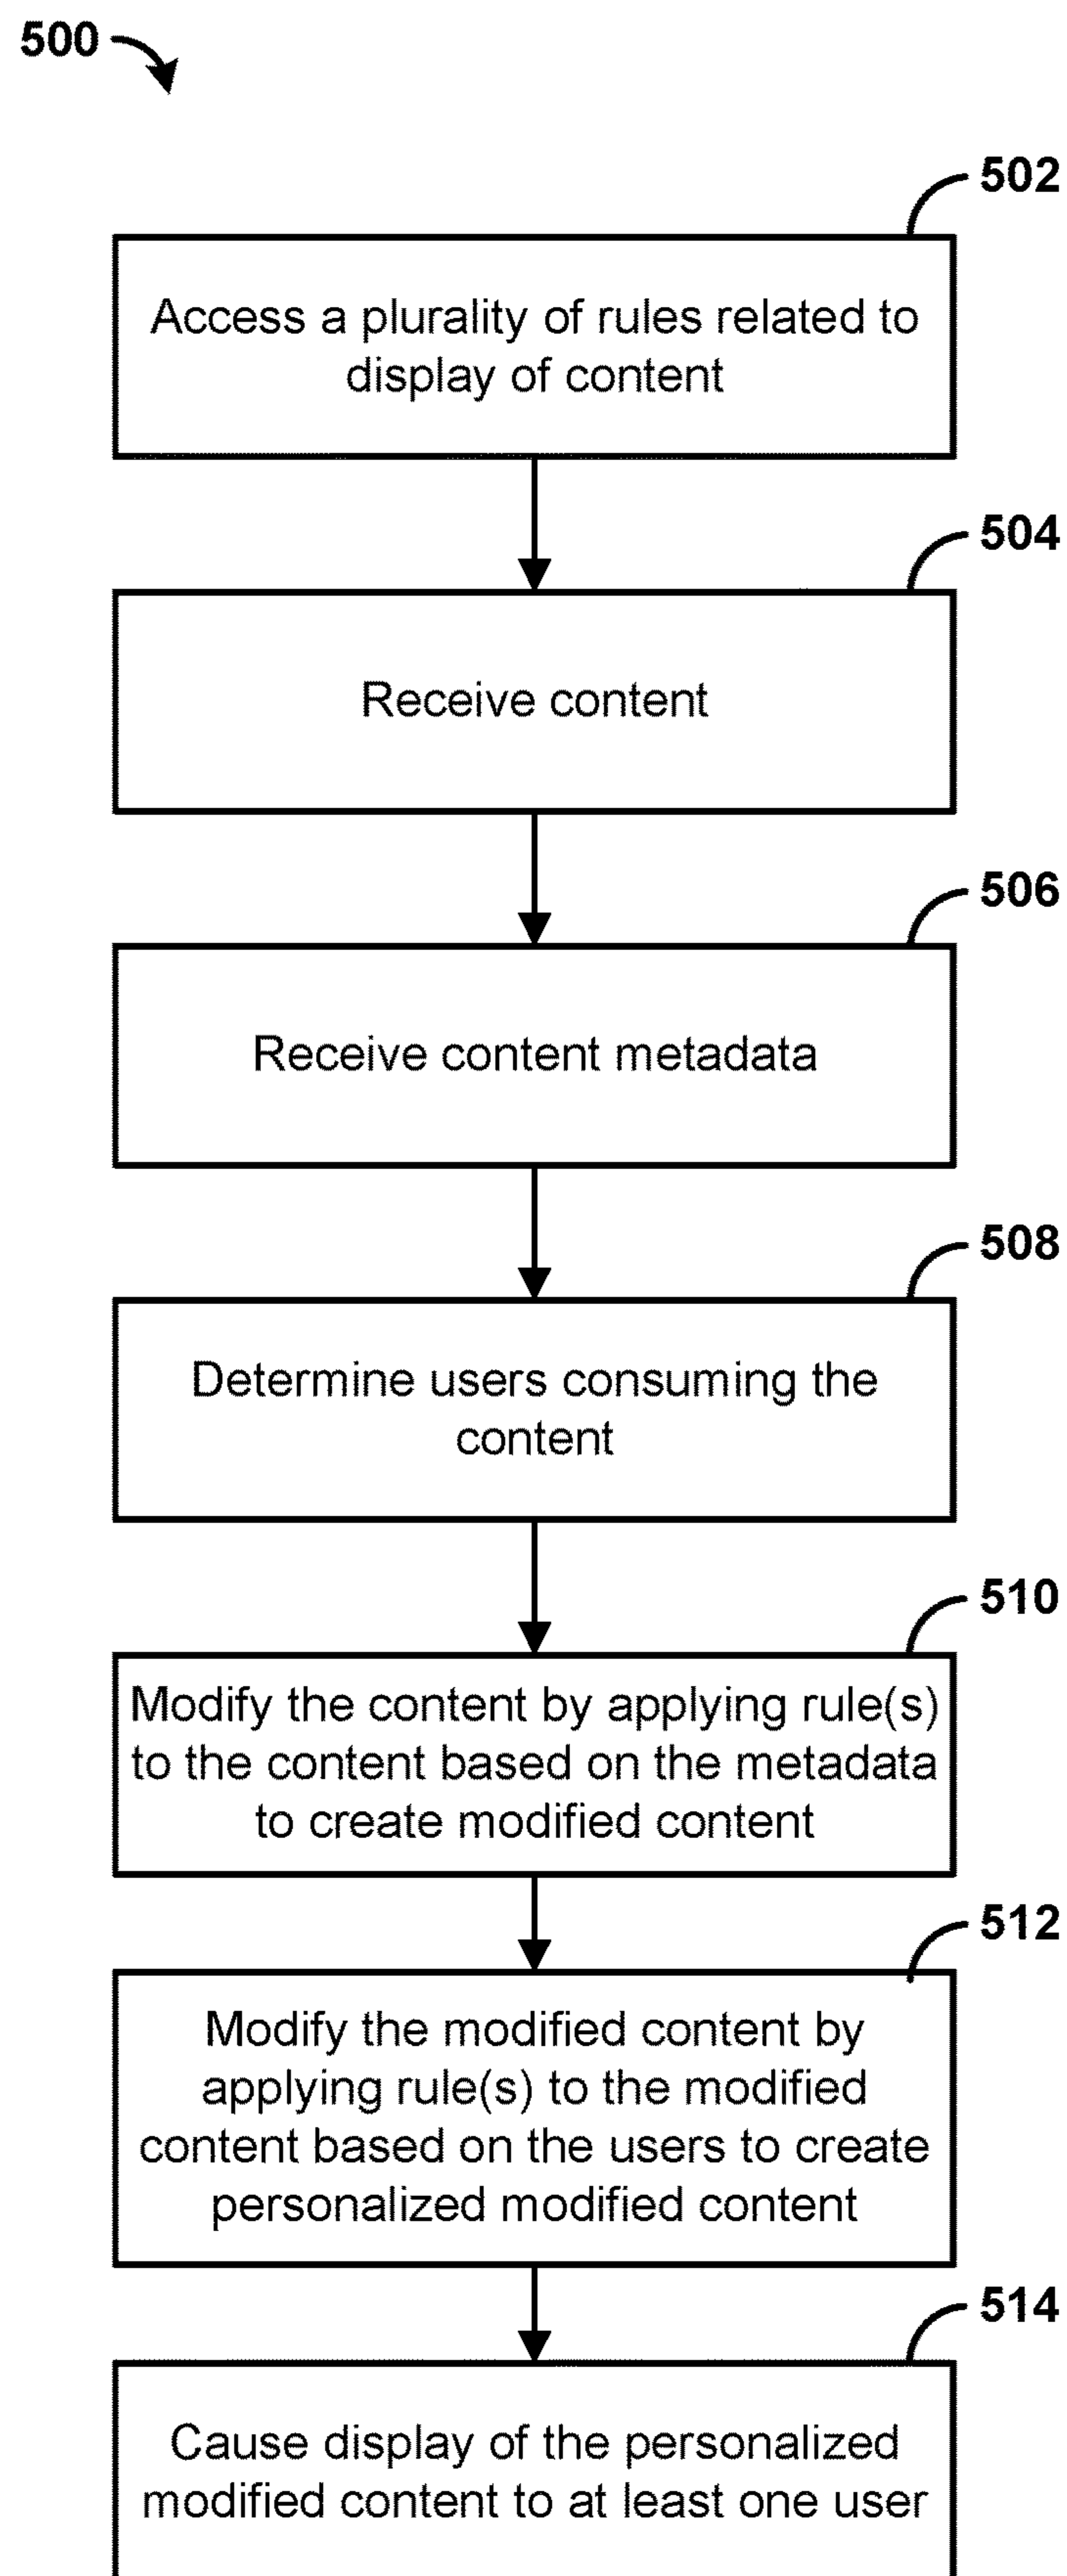 500
502
Access a plurality of rules related to
display of content
504
Receive content
506
Receive content metadata
508
Determine users consuming the
content
510
Modify the content by applying rule(s)
to the content based on the metadata
to create modified content
512
Modify the modified content by
applying rule(s) to the modified
content based on the users to create
personalized modified content
514
Cause display of the personalized
modified content to at least one user